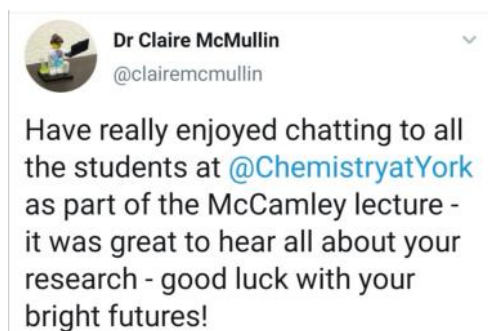 Dr Claire McMullin
@clairemcmullin
Have really enjoyed chatting to all
the students at @ChemistryatYork
as part of the McCamley lecture -
it was great to hear all about your
research - good luck with your
bright futures!